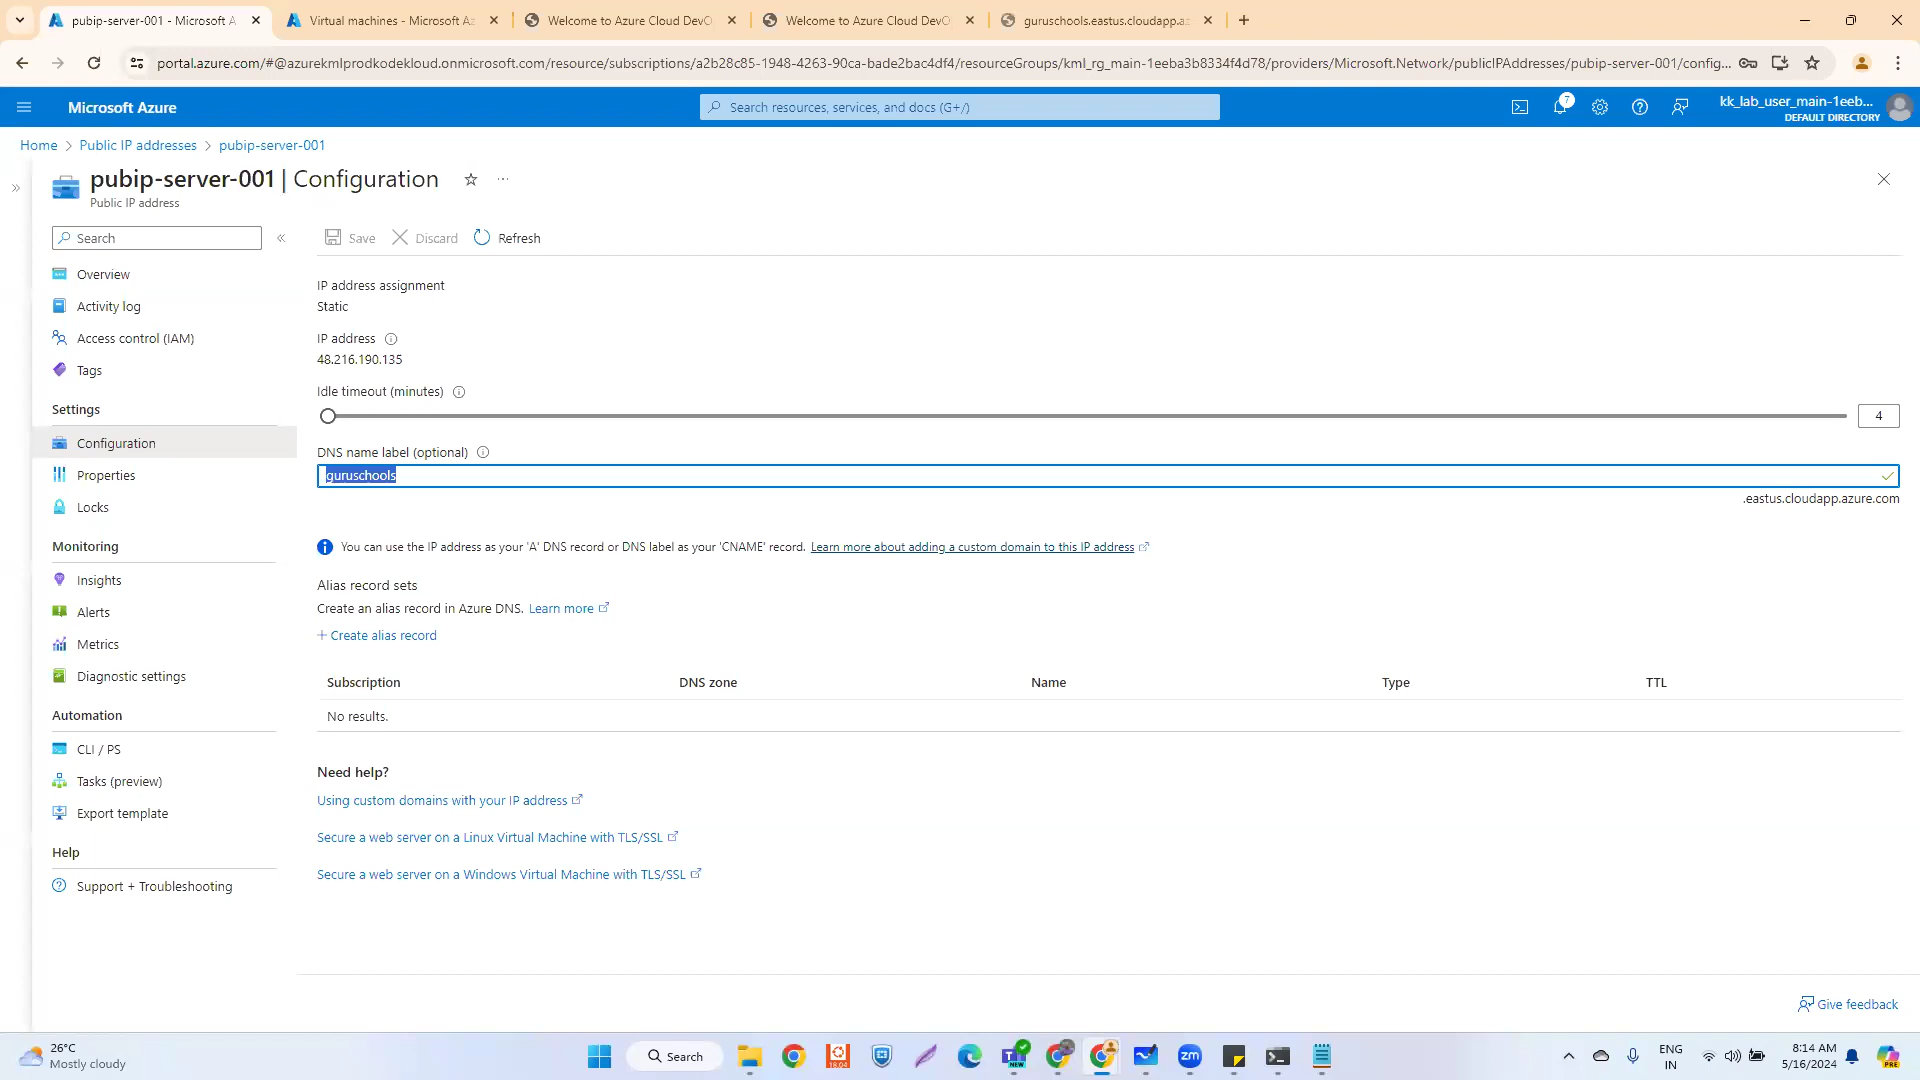 pubip-server-001 - Microsoft A
Virtual machines - Microsoft Az
Welcome to Azure Cloud DevO
Welcome to Azure Cloud DevO
guruschools.eastus.cloudapp.az
portal.azure.com/#@azurekmlprodkodekloud.onmicrosoft.com/resource/subscriptions/a2b28c85-1948-4263-90ca-bade2bac4df4/resourceGroups/kml_rg_main-1eeba3b8334f4d78/providers/Microsoft.Network/publicIPAddresses/pubip-server-001/config...
Microsoft Azure
Search resources, services, and docs (G+/)
7
kk_lab_user_main-1eeb...
DEFAULT DIRECTORY
Home > Public IP addresses > pubip-server-001
pubip-server-001 | Configuration
Public IP address
Search
Save
Discard
Refresh
Overview
Activity log
Access control (IAM)
Tags
Settings
Configuration
Properties
Locks
Monitoring
Insights
Alerts
Metrics
Diagnostic settings
Automation
CLI / PS
Tasks (preview)
Export template
Help
Support + Troubleshooting
IP address assignment
Static
IP address
48.216.190.135
Idle timeout (minutes)
4
DNS name label (optional)
guruschools
.eastus.cloudapp.azure.com
You can use the IP address as your 'A' DNS record or DNS label as your 'CNAME' record. Learn more about adding a custom domain to this IP address
Alias record sets
Create an alias record in Azure DNS. Learn more
+ Create alias record
Subscription DNS zone Name Type TTL
No results.
Need help?
Using custom domains with your IP address
Secure a web server on a Linux Virtual Machine with TLS/SSL
Secure a web server on a Windows Virtual Machine with TLS/SSL
Give feedback
26°C
Mostly cloudy
Search
18.04
NEW
zm
ENG
IN
8:14 AM
5/16/2024
PRE